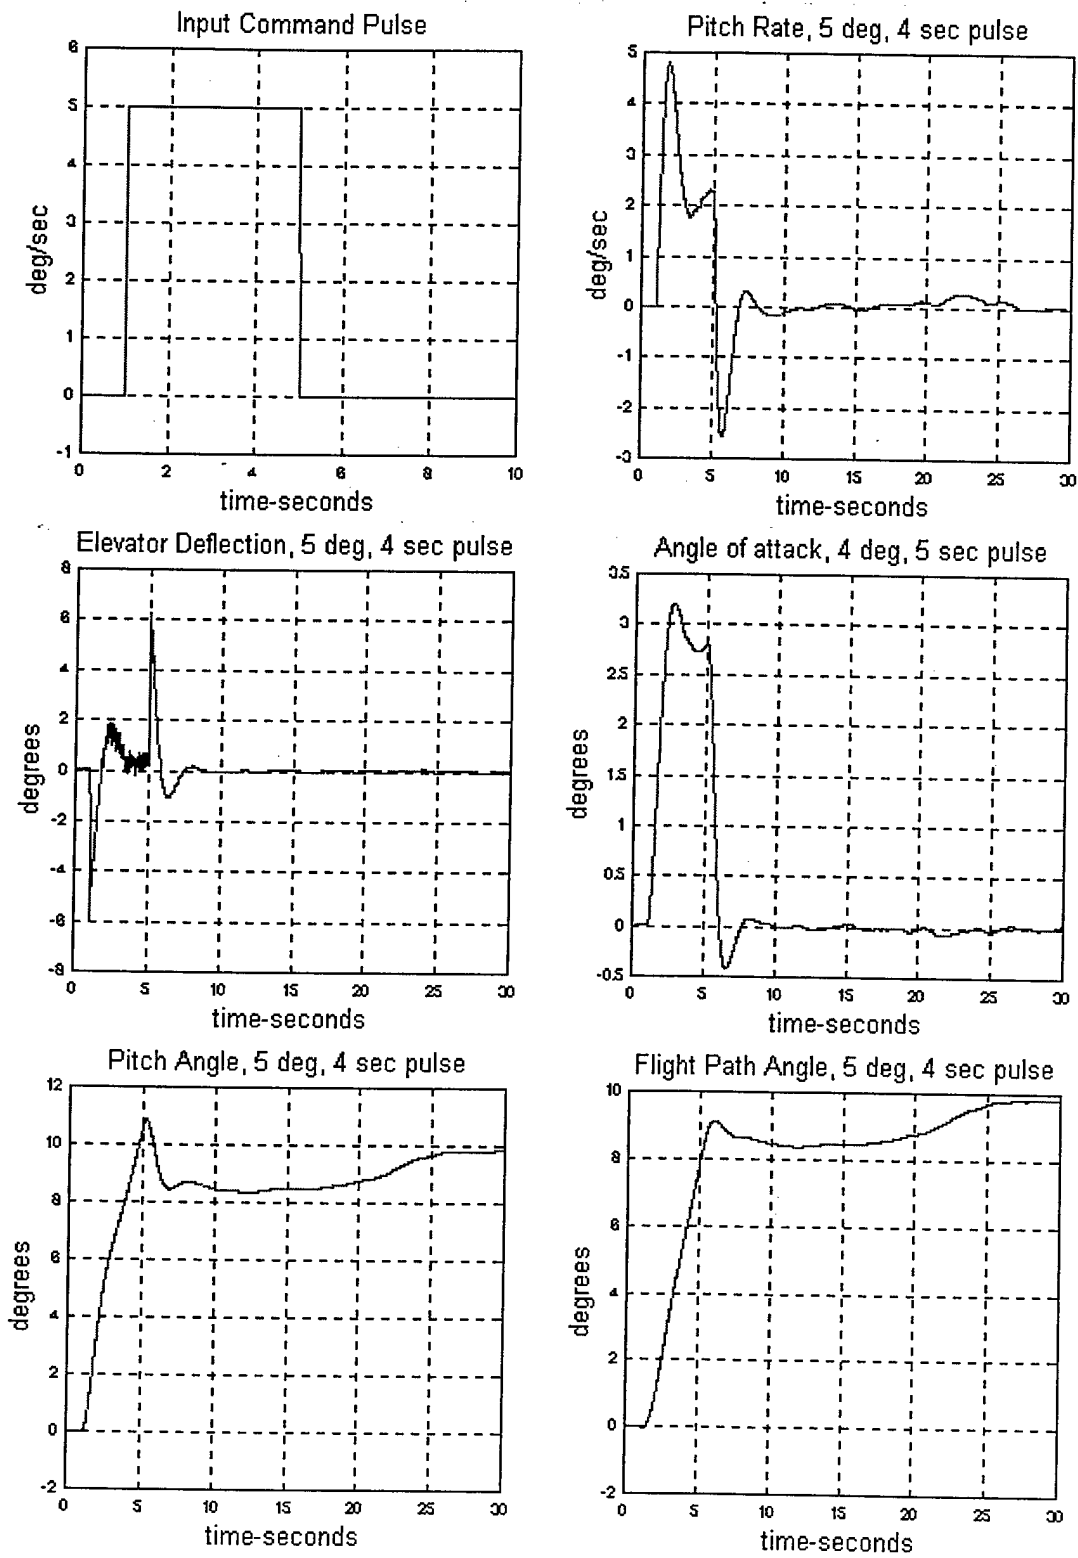 Input Command Pulse
6
5
4
3
2
1
0
-1
deg/sec
0 2 4 6 8 10
time-seconds
Pitch Rate, 5 deg, 4 sec pulse
5
4
3
2
1
0
-1
-2
-3
deg/sec
0 5 10 15 20 25 30
time-seconds
Elevator Deflection, 5 deg, 4 sec pulse
8
6
4
2
0
-2
-4
-6
-8
degrees
0 5 10 15 20 25 30
time-seconds
Angle of attack, 4 deg, 5 sec pulse
3.5
3
2.5
2
1.5
1
0.5
0
-0.5
degrees
0 5 10 15 20 25 30
time-seconds
Pitch Angle, 5 deg, 4 sec pulse
12
10
8
6
4
2
0
-2
degrees
0 5 10 15 20 25 30
time-seconds
Flight Path Angle, 5 deg, 4 sec pulse
10
8
6
4
2
0
-2
degrees
0 5 10 15 20 25 30
time-seconds